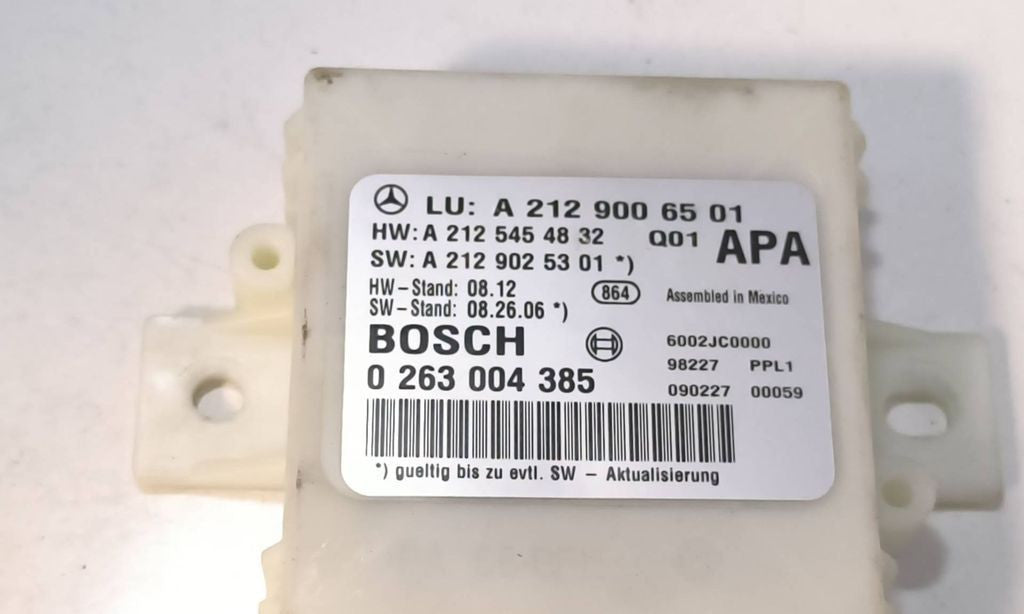 LU: A 212 900 65 01
HW: A 212 545 48 32 Q01 APA
SW: A 212 902 53 01 *)
HW-Stand: 08.12 864 Assembled in Mexico
SW-Stand: 08.26.06 *)
BOSCH 6002JC0000
98227 PPL1
0 263 004 385 090227 00059
*) gueltig bis zu evtl. SW - Aktualisierung